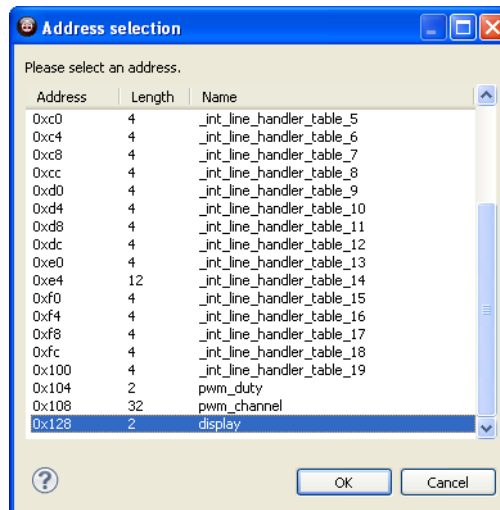 Address selection
Please select an address.
Address Length Name
0xc0 4 _int_line_handler_table_5
0xc4 4 _int_line_handler_table_6
0xc8 4 _int_line_handler_table_7
0xcc 4 _int_line_handler_table_8
0xd0 4 _int_line_handler_table_9
0xd4 4 _int_line_handler_table_10
0xd8 4 _int_line_handler_table_11
0xdc 4 _int_line_handler_table_12
0xe0 4 _int_line_handler_table_13
0xe4 12 _int_line_handler_table_14
0xf0 4 _int_line_handler_table_15
0xf4 4 _int_line_handler_table_16
0xf8 4 _int_line_handler_table_17
0xfc 4 _int_line_handler_table_18
0x100 4 _int_line_handler_table_19
0x104 2 pwm_duty
0x108 32 pwm_channel
0x128 2 display
? OK Cancel